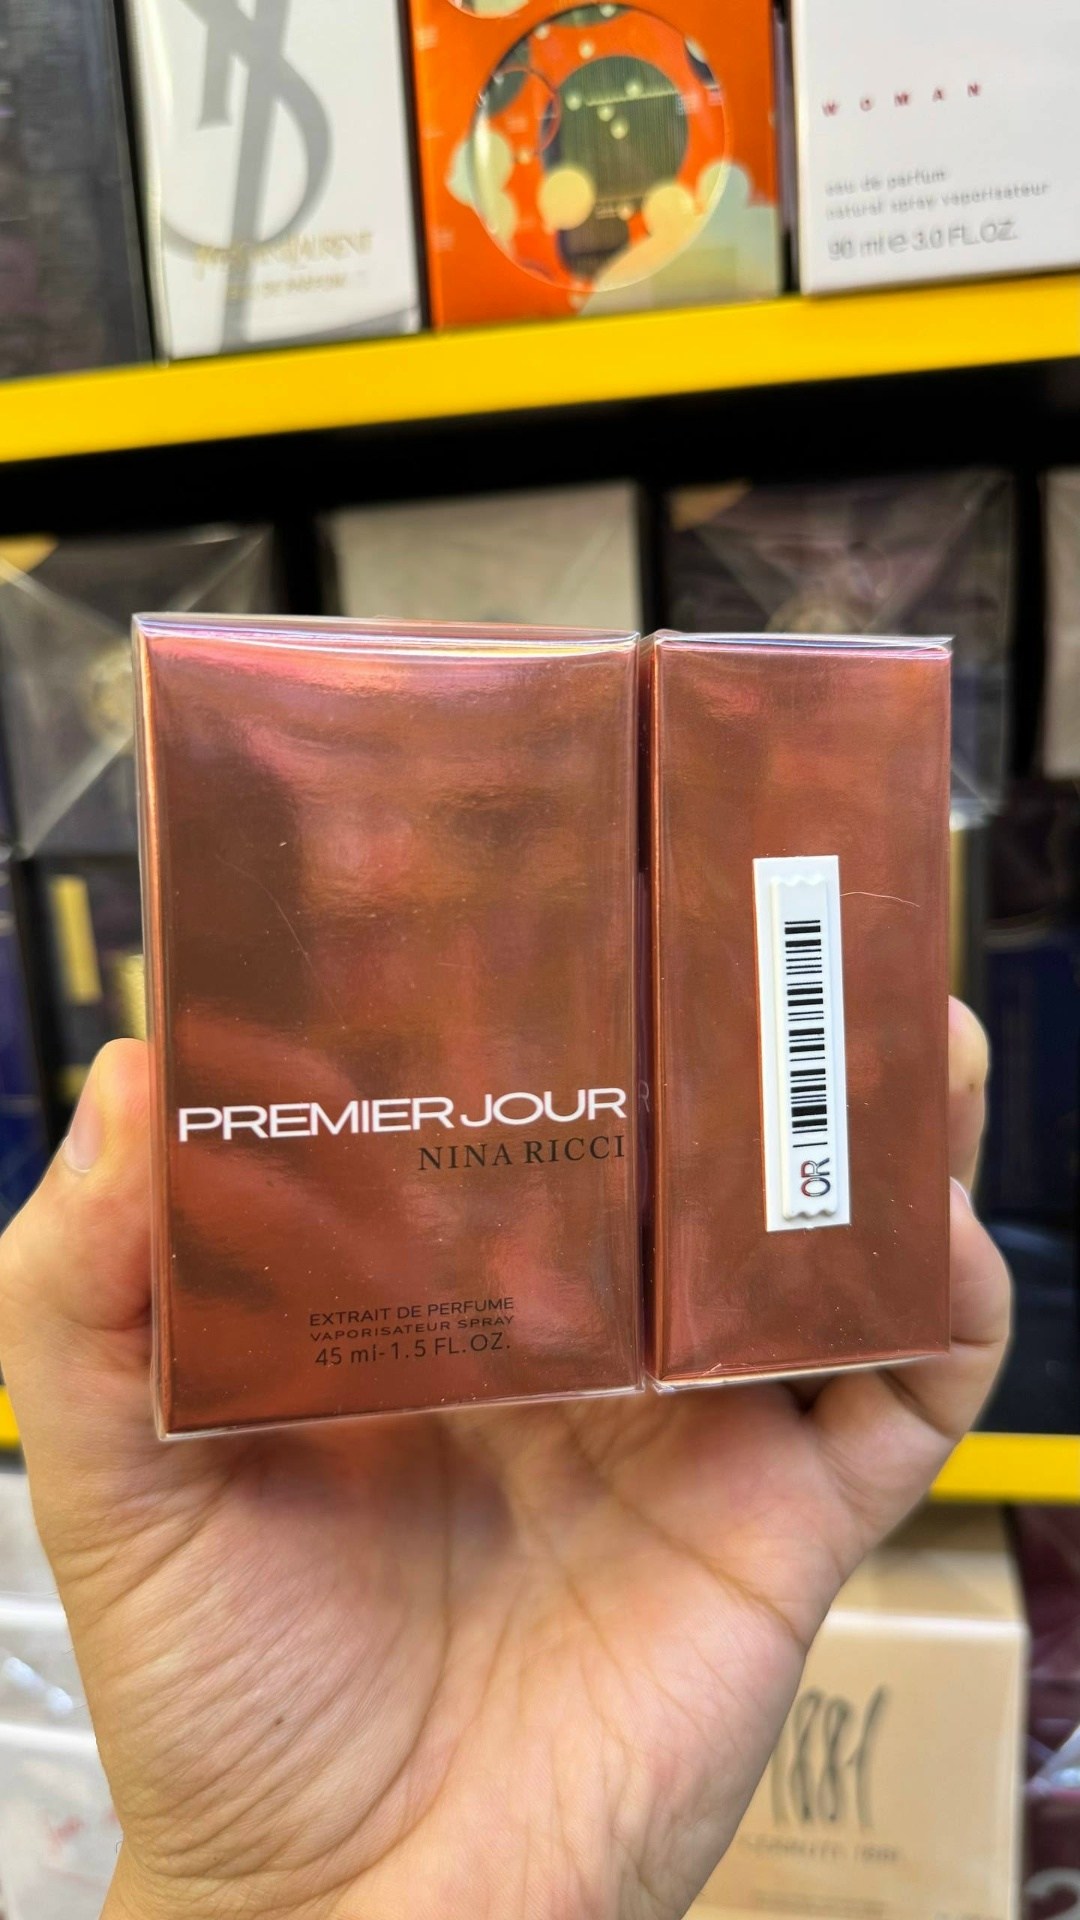 WOMAN
eau de parfum
natural spray vaporisateur
90 ml e 3.0 FL.OZ.
PREMIER JOUR
NINA RICCI
EXTRAIT DE PERFUME
VAPORISATEUR SPRAY
45 ml-1.5 FL.OZ.
OR
1881